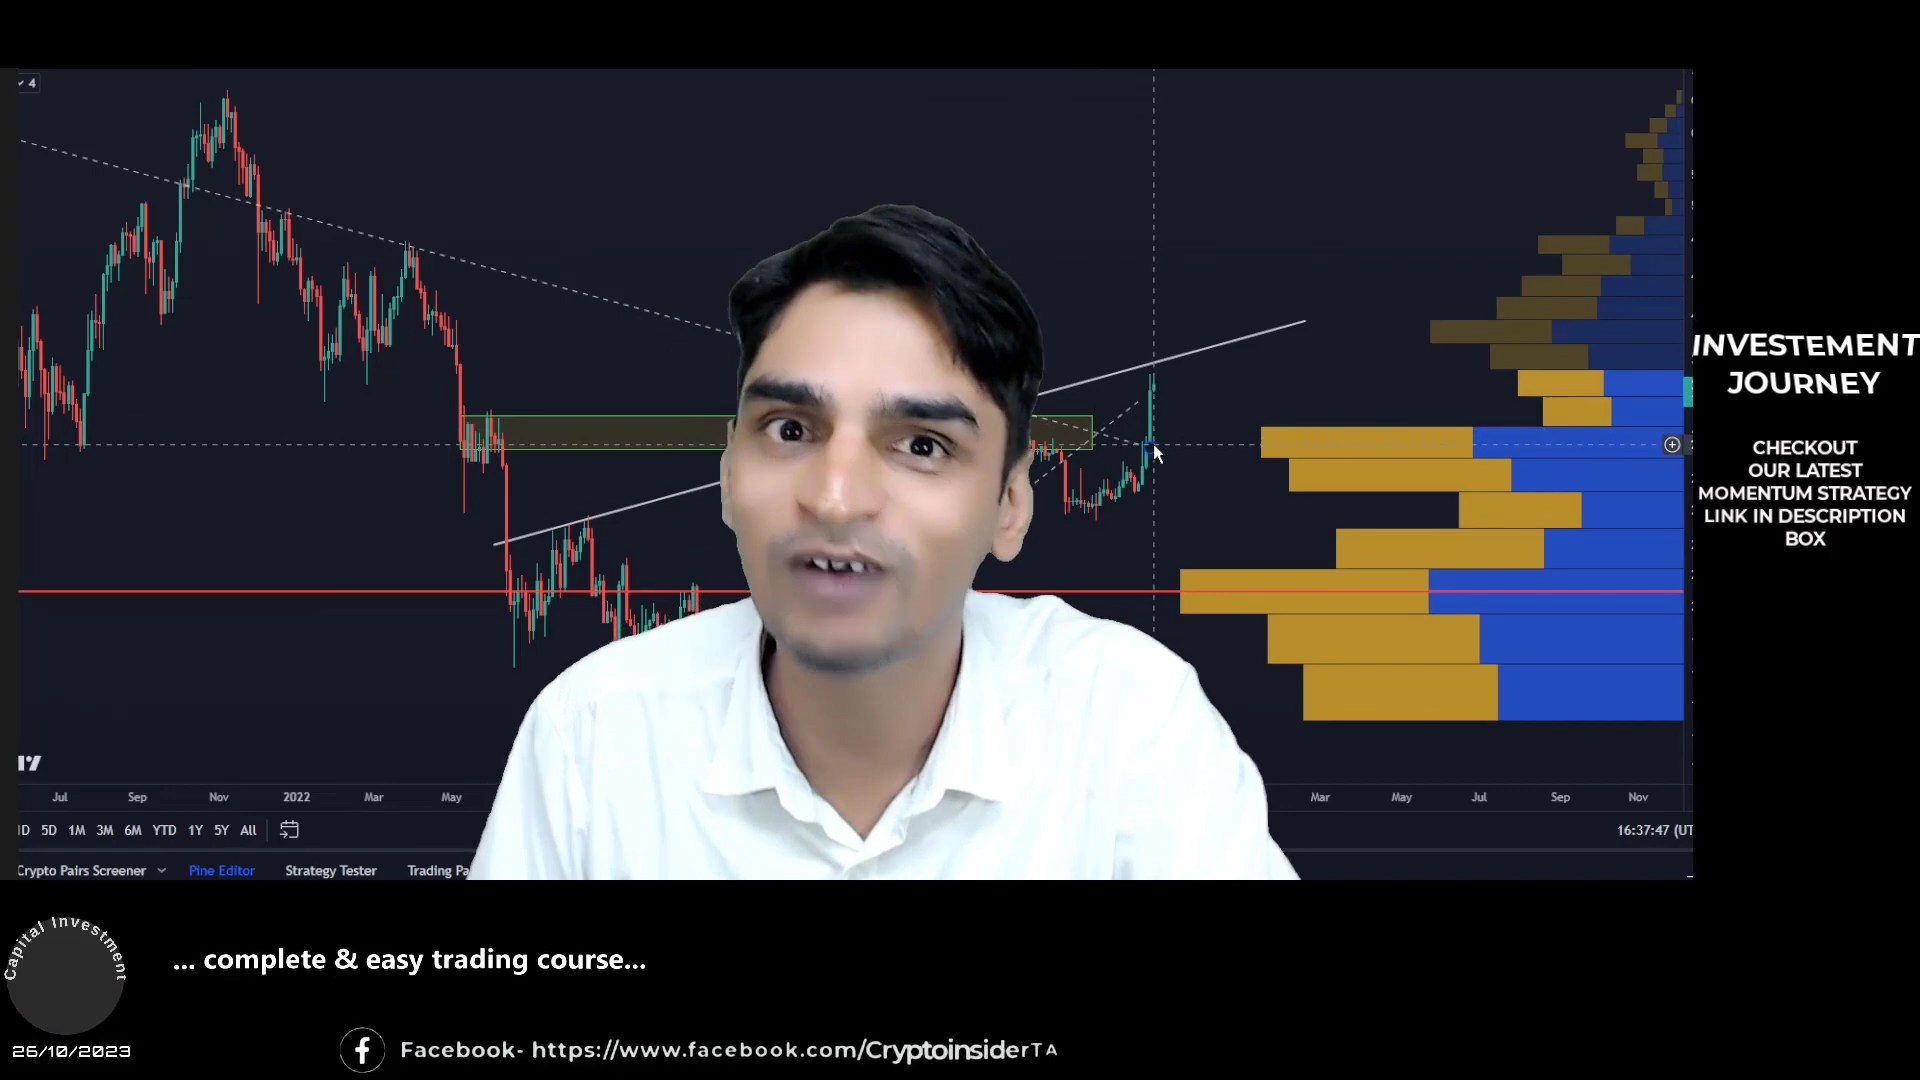 4
INVESTEMENT
JOURNEY
CHECKOUT
OUR LATEST
MOMENTUM STRATEGY
LINK IN DESCRIPTION
BOX
Jul Sep Nov 2022 Mar May Mar May Jul Sep Nov
5D 1M 3M 6M YTD 1Y 5Y All 16:37:47
Crypto Pairs Screener Pine Editor Strategy Tester Trading
Capital Investment
... complete & easy trading course...
26/10/2023
Facebook- https://www.facebook.com/CryptoinsiderTA